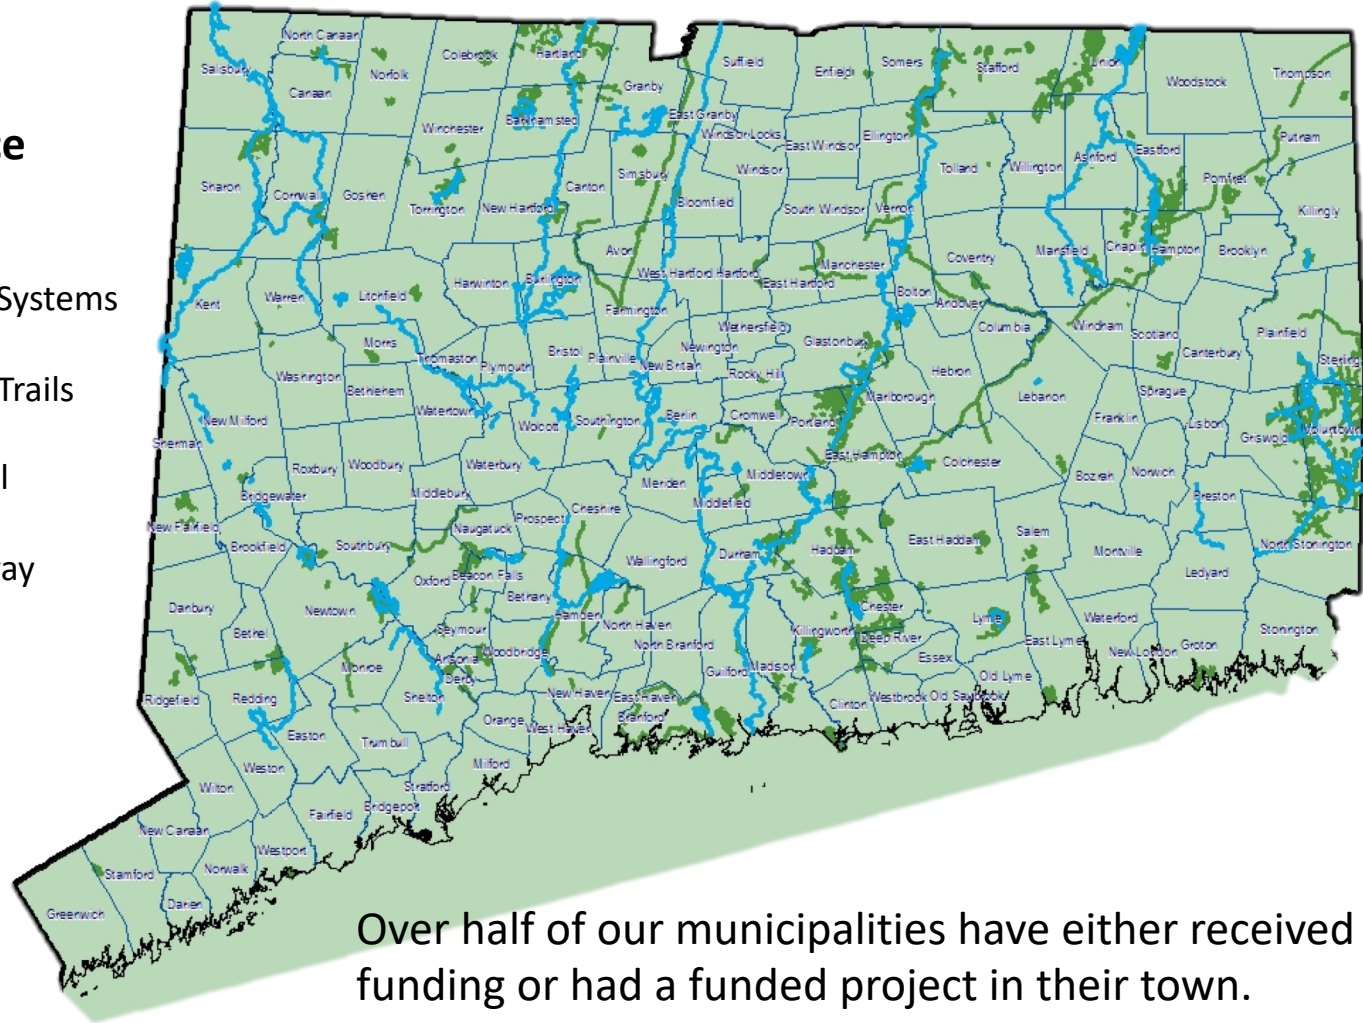 Systems
Trails
ay
North Canaan
Salisbury
Canaan
Norfolk
Colebrook
Hartland
Suffield
Enfield
Somers
Stafford
Union
Woodstock
Thompson
Granby
East Granby
Winchester
Barkhamsted
Windsor Locks
East Windsor
Ellington
Tolland
Willington
Ashford
Eastford
Putnam
Pomfret
Sharon
Cornwall
Goshen
Torrington
New Hartford
Canton
Simsbury
Bloomfield
Windsor
South Windsor
Vernon
Killingly
Mansfield
Chaplin
Hampton
Brooklyn
Avon
West Hartford
Hartford
East Hartford
Manchester
Bolton
Coventry
Andover
Kent
Warren
Litchfield
Harwinton
Burlington
Farmington
Columbia
Windham
Scotland
Plainfield
Sterling
Canterbury
Morris
Thomaston
Plymouth
Bristol
Plainville
New Britain
Newington
Wethersfield
Rocky Hill
Glastonbury
Hebron
Washington
Bethlehem
Watertown
Wolcott
Southington
Berlin
Cromwell
Portland
Marlborough
Lebanon
Sprague
Franklin
Lisbon
Griswold
Voluntown
New Milford
Sherman
Roxbury
Woodbury
Waterbury
Meriden
Middletown
East Hampton
Colchester
Bozrah
Norwich
Preston
Bridgewater
Middlebury
Middlefield
New Fairfield
Brookfield
Southbury
Naugatuck
Prospect
Cheshire
Wallingford
Durham
Haddam
East Haddam
Salem
Montville
North Stonington
Ledyard
Oxford
Beacon Falls
Bethany
Hamden
Danbury
Bethel
Newtown
Seymour
Woodbridge
North Haven
North Branford
Killingworth
Chester
Deep River
Lyme
East Lyme
Waterford
New London
Groton
Stonington
Monroe
Ansonia
Derby
Shelton
Guilford
Madison
Essex
Old Lyme
Ridgefield
Redding
Easton
Trumbull
Orange
New Haven
West Haven
East Haven
Branford
Clinton
Westbrook
Old Saybrook
Weston
Wilton
Milford
Stratford
Bridgeport
Fairfield
New Canaan
Westport
Norwalk
Stamford
Darien
Greenwich
Over half of our municipalities have either received
funding or had a funded project in their town.